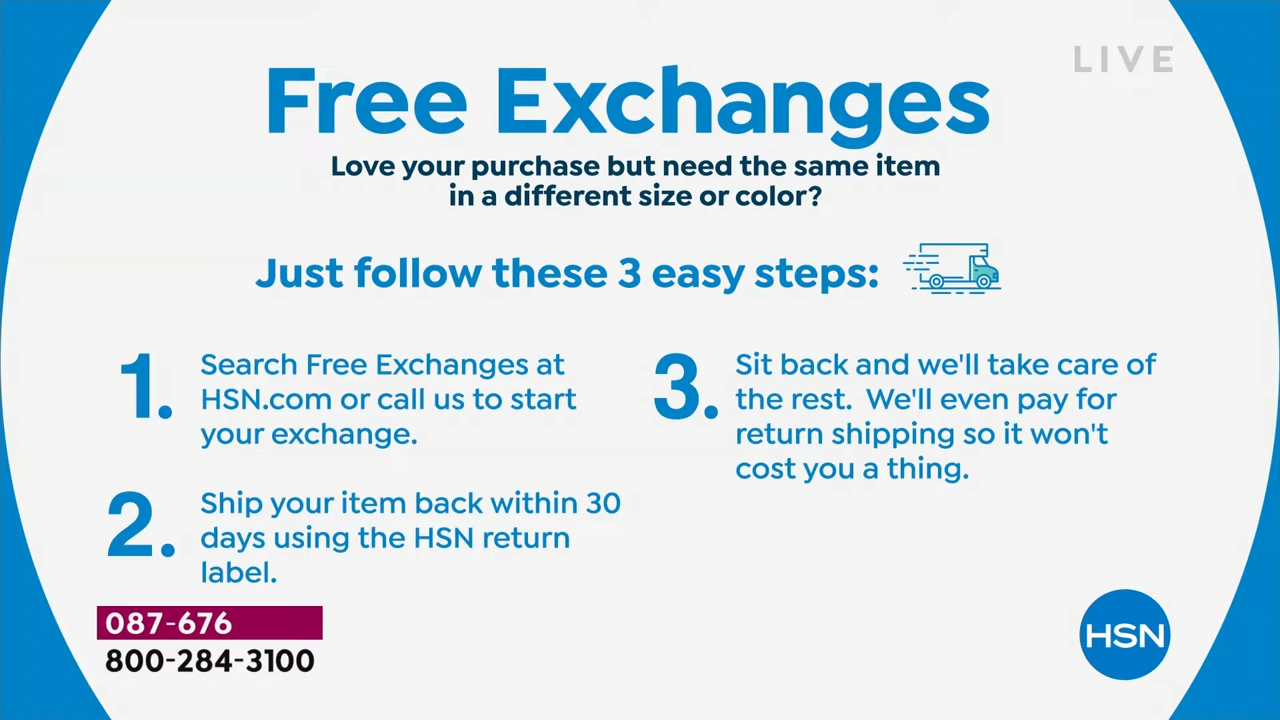 LIVE
Free Exchanges
Love your purchase but need the same item
in a different size or color?
Just follow these 3 easy steps:
1. Search Free Exchanges at
HSN.com or call us to start
your exchange.
2. Ship your item back within 30
days using the HSN return
label.
3. Sit back and we'll take care of
the rest.  We'll even pay for
return shipping so it won't
cost you a thing.
087-676
800-284-3100
HSN